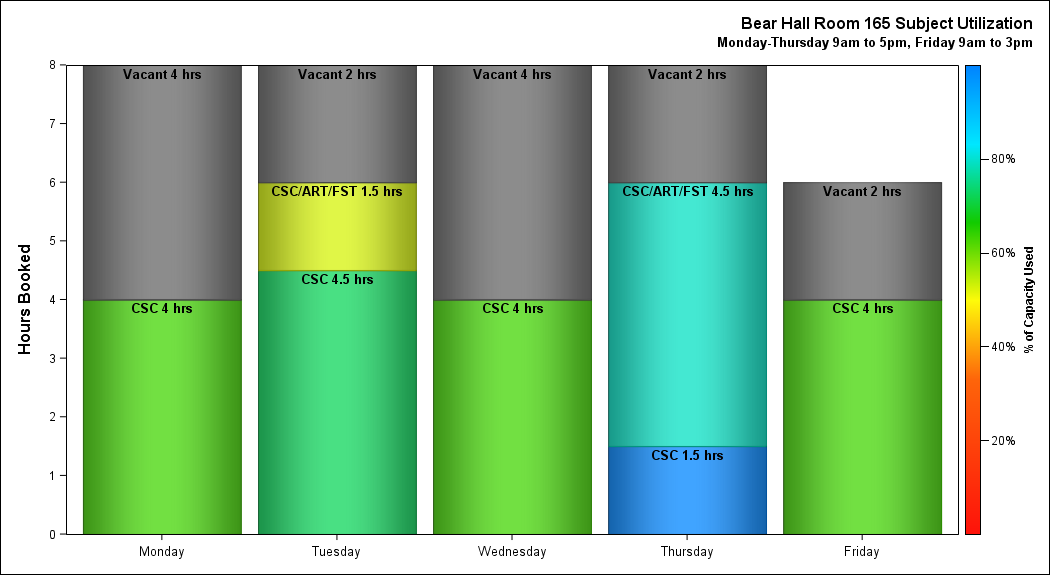 Bear Hall Room 165 Subject Utilization
Monday-Thursday 9am to 5pm, Friday 9am to 3pm
Hours Booked
8
7
6
5
4
3
2
1
0
Vacant 4 hrs
CSC 4 hrs
Vacant 2 hrs
CSC/ART/FST 1.5 hrs
CSC 4.5 hrs
Vacant 4 hrs
CSC 4 hrs
Vacant 2 hrs
CSC/ART/FST 4.5 hrs
CSC 1.5 hrs
Vacant 2 hrs
CSC 4 hrs
Monday
Tuesday
Wednesday
Thursday
Friday
80%
60%
40%
20%
% of Capacity Used